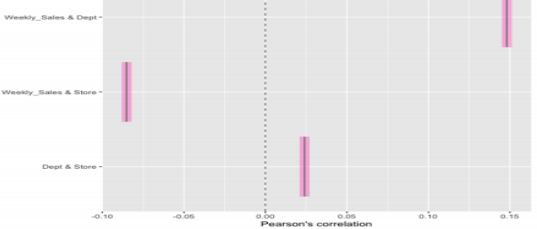 Weekly_Sales & Dept
Weekly_Sales & Store
Dept & Store
-0.10 -0.05 0.00 0.05 0.10 0.15
Pearson's correlation